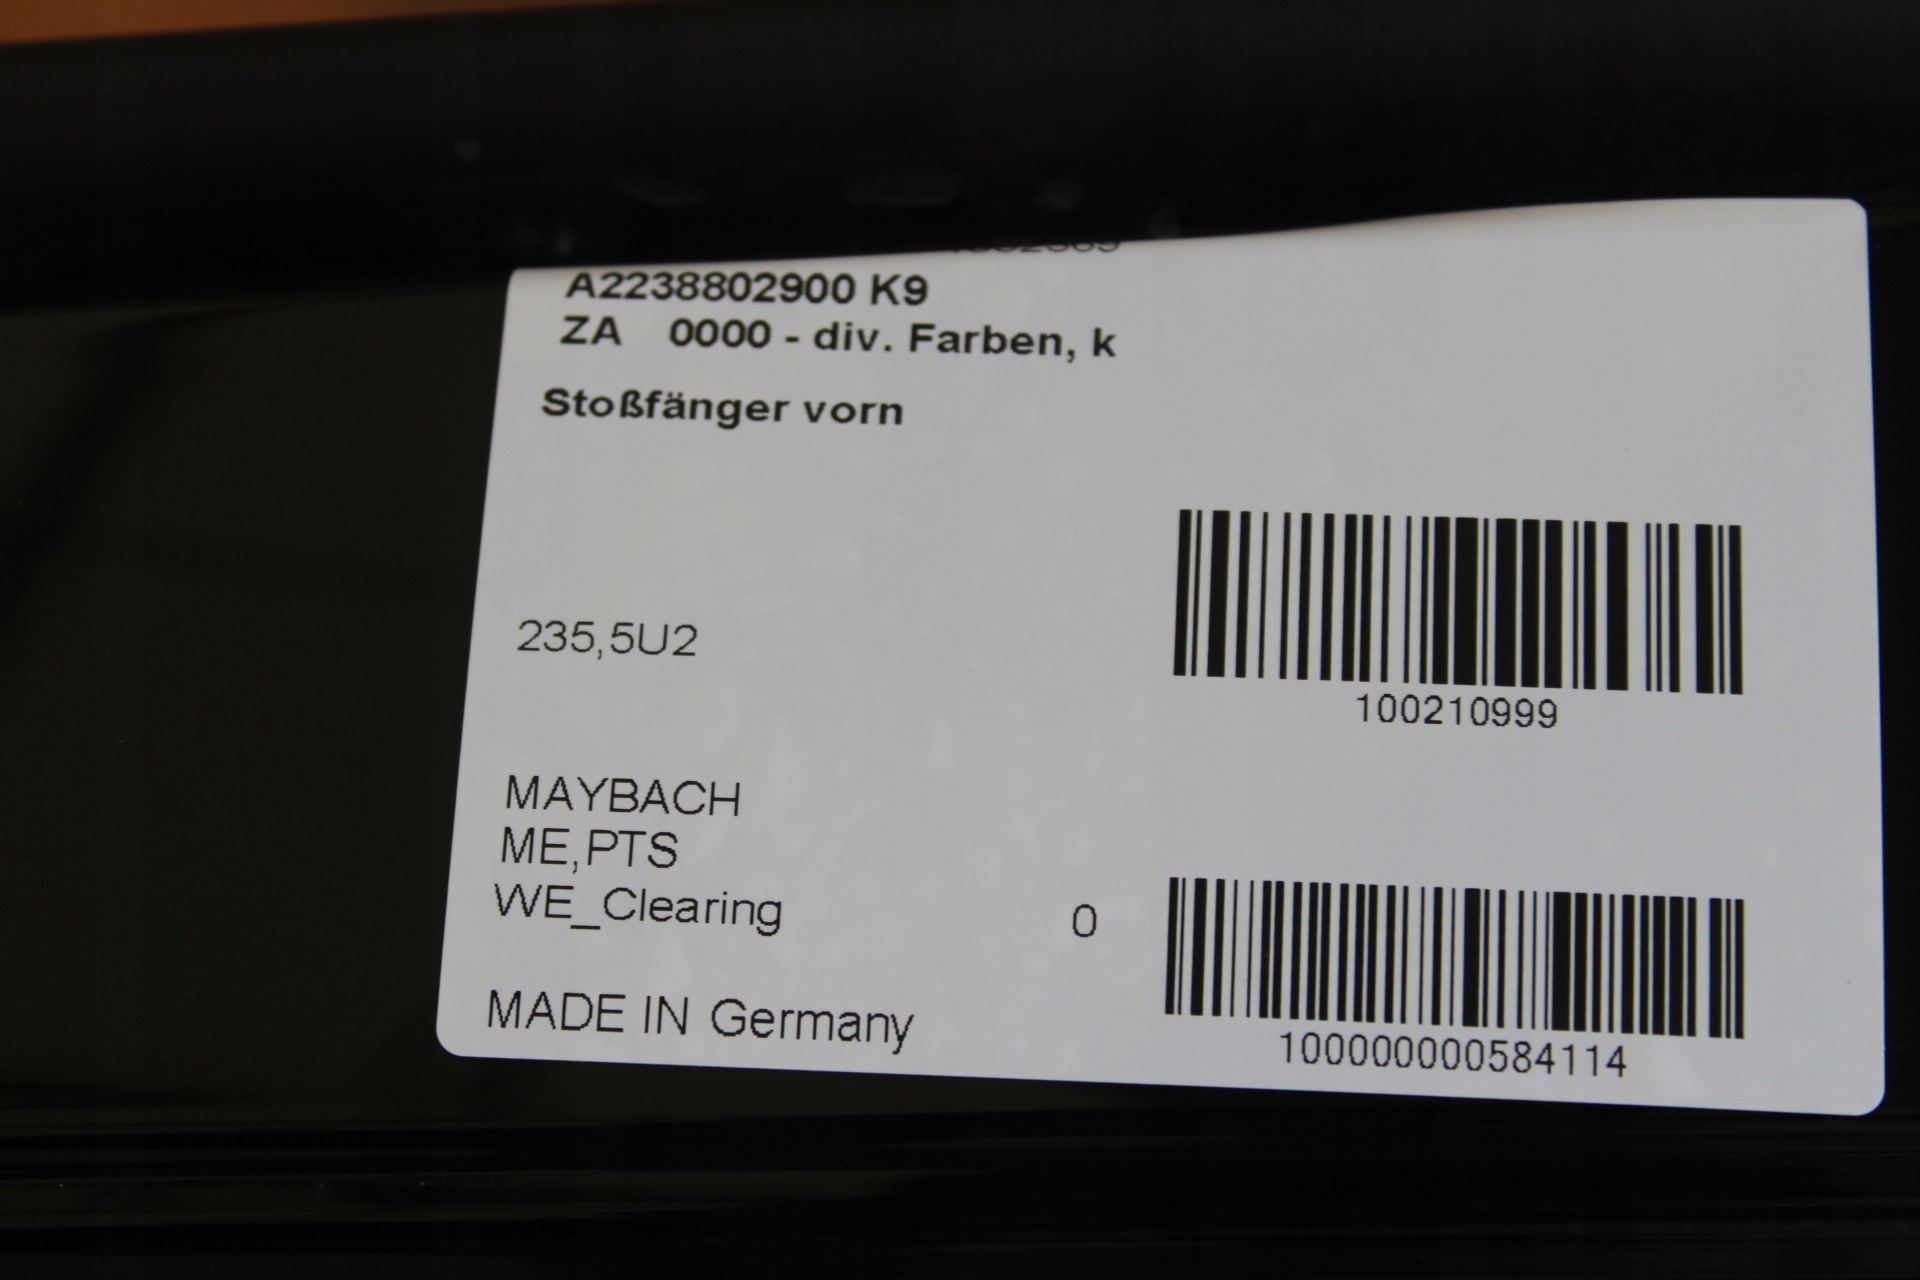 A2238802900 K9
ZA 0000 - div. Farben, k
Stoßfänger vorn
235,5U2
100210999
MAYBACH
ME,PTS
WE_Clearing 0
MADE IN Germany
100000000584114